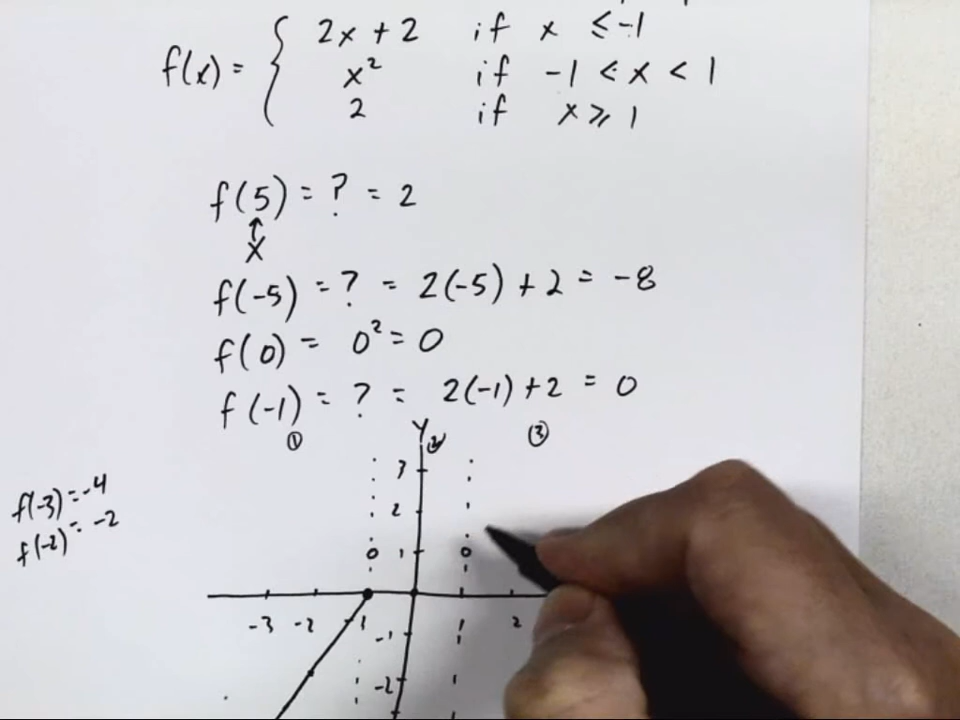 f(x) = { 2x + 2 if x ≤ -1
x² if -1 < x < 1
2 if x ≥ 1
f(5) = ? = 2
↑
x
f(-5) = ? = 2(-5) + 2 = -8
f(0) = 0² = 0
f(-1) = ? = 2(-1) + 2 = 0
① Y ② ③
3
f(-3) = -4
2
f(-2) = -2
1
-3 -2 -1 1 2
-1
-2